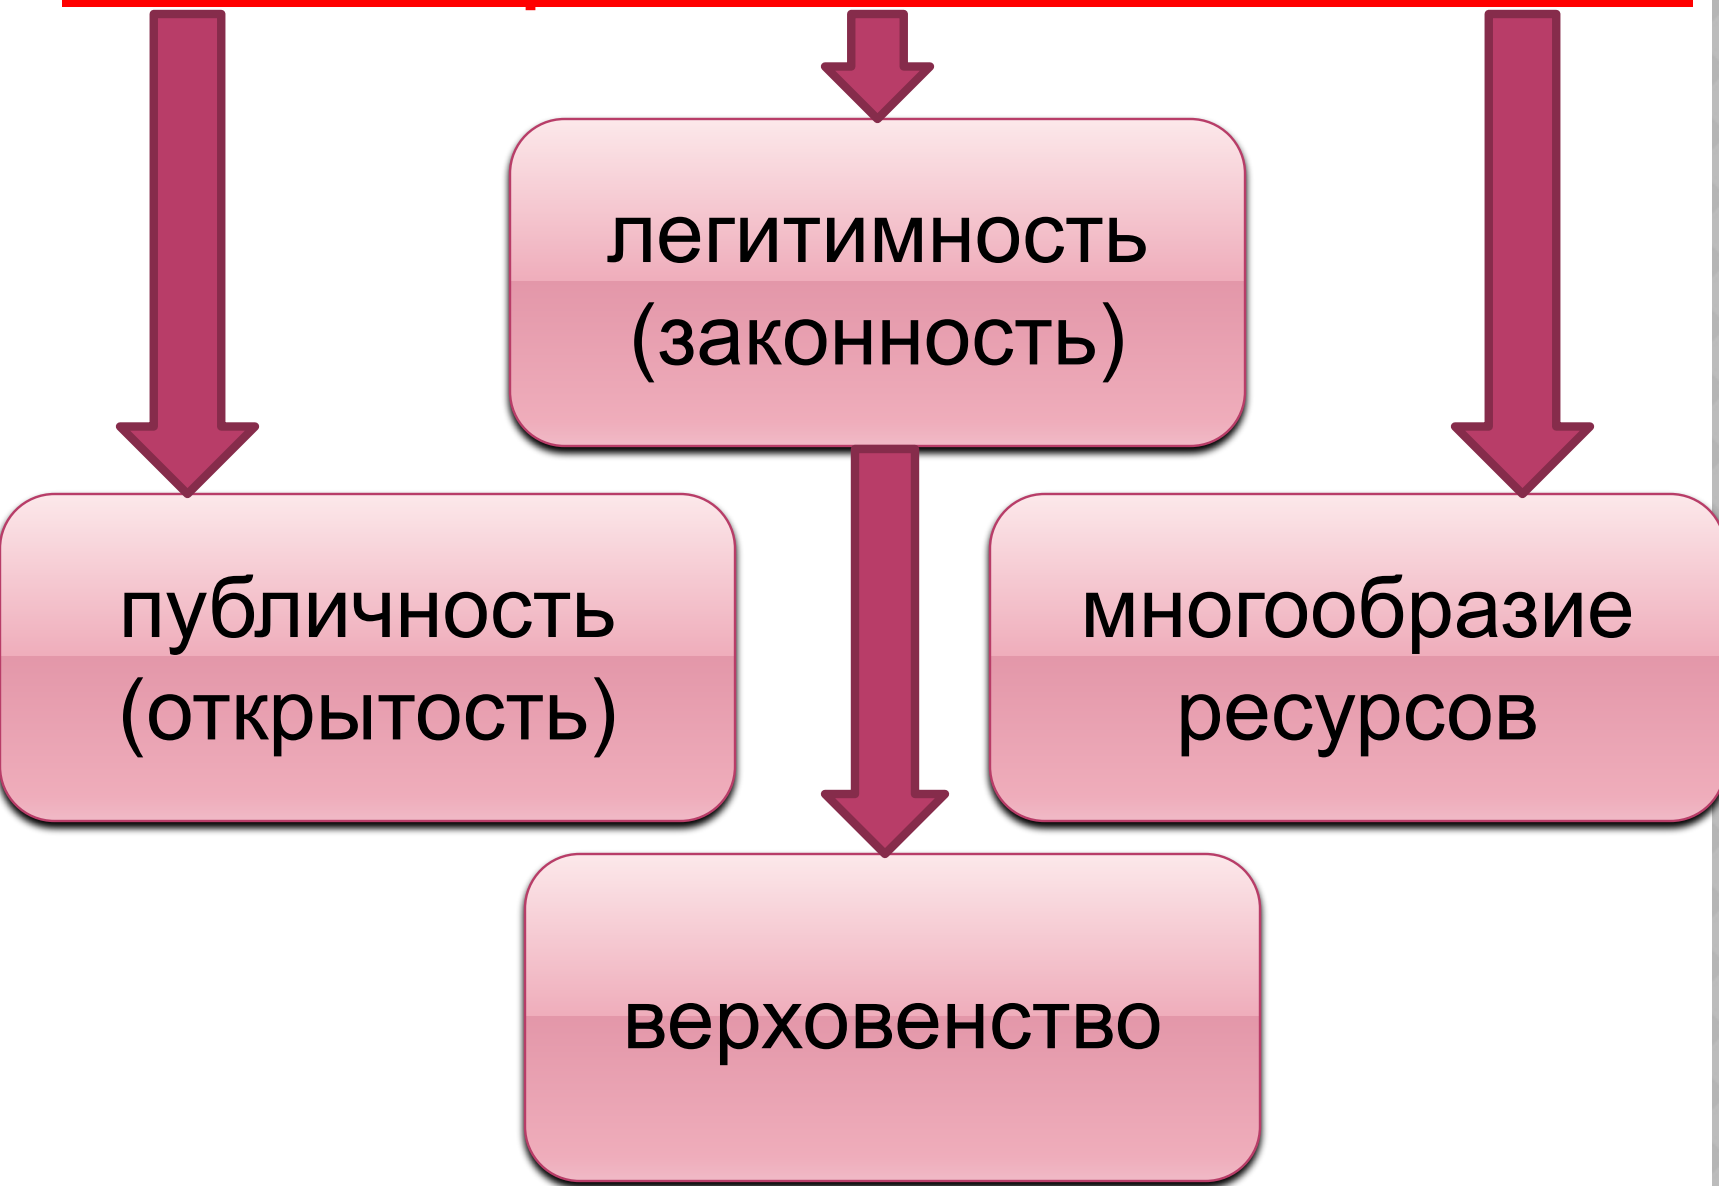 легитимность
(законность)
публичность
(открытость)
многообразие
ресурсов
верховенство